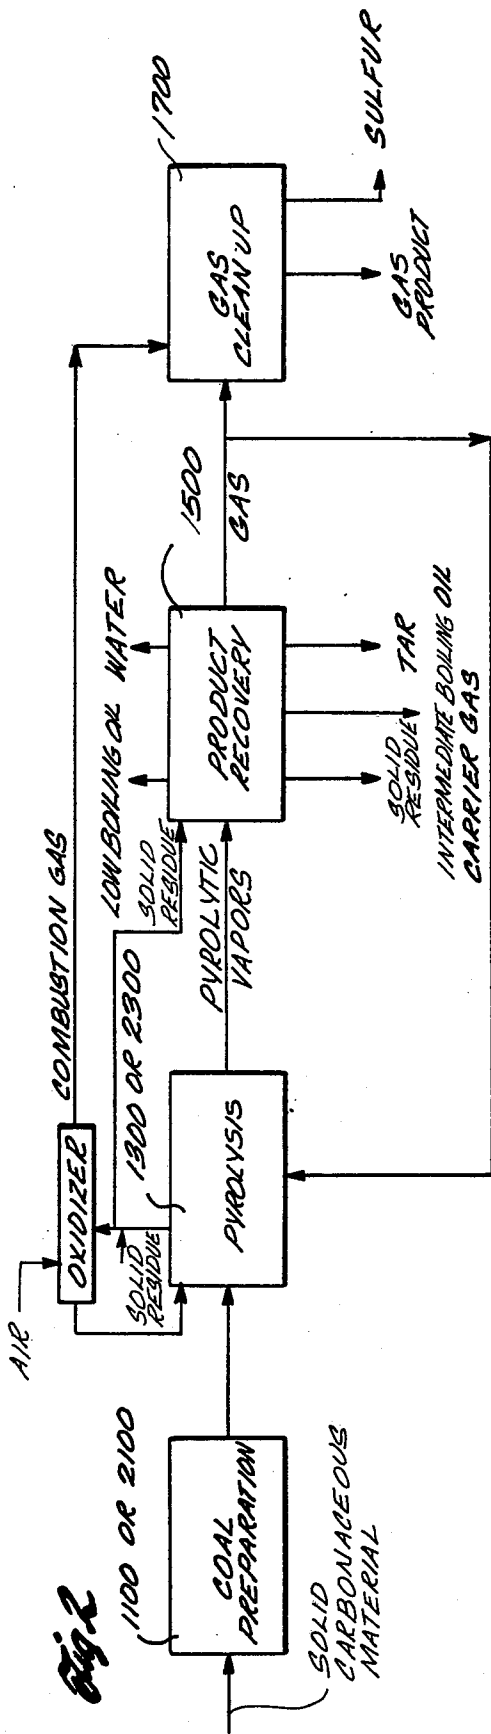 Fig 2
AIR
OXIDIZER
COMBUSTION GAS
1100 OR 2100
COAL
PREPARATION
SOLID
CARBONACEOUS
MATERIAL
SOLID
RESIDUE
1300 OR 2300
PYROLYSIS
PYROLYTIC
VAPORS
LOW BOILING OIL
SOLID
RESIDUE
WATER
1500
PRODUCT
RECOVERY
SOLID
RESIDUE
TAR
INTERMEDIATE BOILING OIL
CARRIER GAS
GAS
1700
GAS
CLEAN UP
GAS
PRODUCT
SULFUR